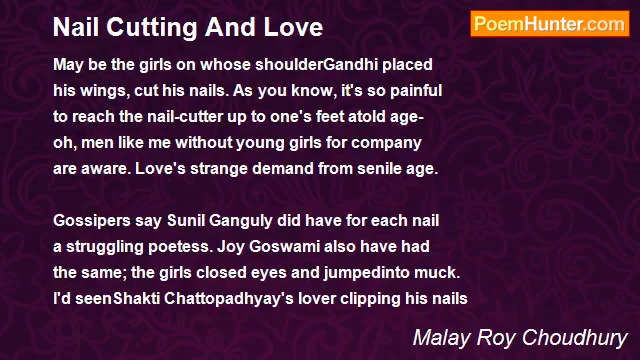 Nail Cutting And Love
PoemHunter.com
May be the girls on whose shoulderGandhi placed
his wings, cut his nails. As you know, it's so painful
to reach the nail-cutter up to one's feet atold age-
oh, men like me without young girls for company
are aware. Love's strange demand from senile age.

Gossipers say Sunil Ganguly did have for each nail
a struggling poetess. Joy Goswami also have had
the same; the girls closed eyes and jumpedinto muck.
I'd seenShakti Chattopadhyay's lover clipping his nails
Malay Roy Choudhury